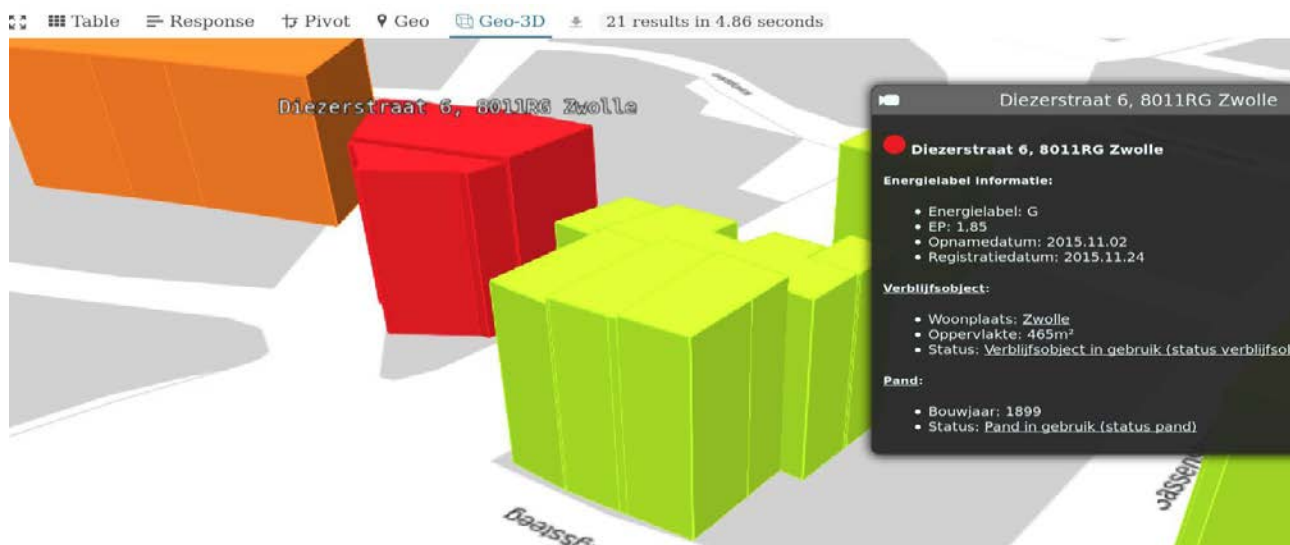 Table Response Pivot Geo Geo-3D 21 results in 4.86 seconds
Diezerstraat 6, 8011RG Zwolle
Diezerstraat 6, 8011RG Zwolle
Diezerstraat 6, 8011RG Zwolle
Energielabel Informatie:
• Energielabel: G
• EP: 1,85
• Opnamedatum: 2015.11.02
• Registratiedatum: 2015.11.24
Verblijfsobject:
• Woonplaats: Zwolle
• Oppervlakte: 465m²
• Status: Verblijfsobject in gebruik (status
Pand:
• Bouwjaar: 1899
• Status: Pand in gebruik (status pand)